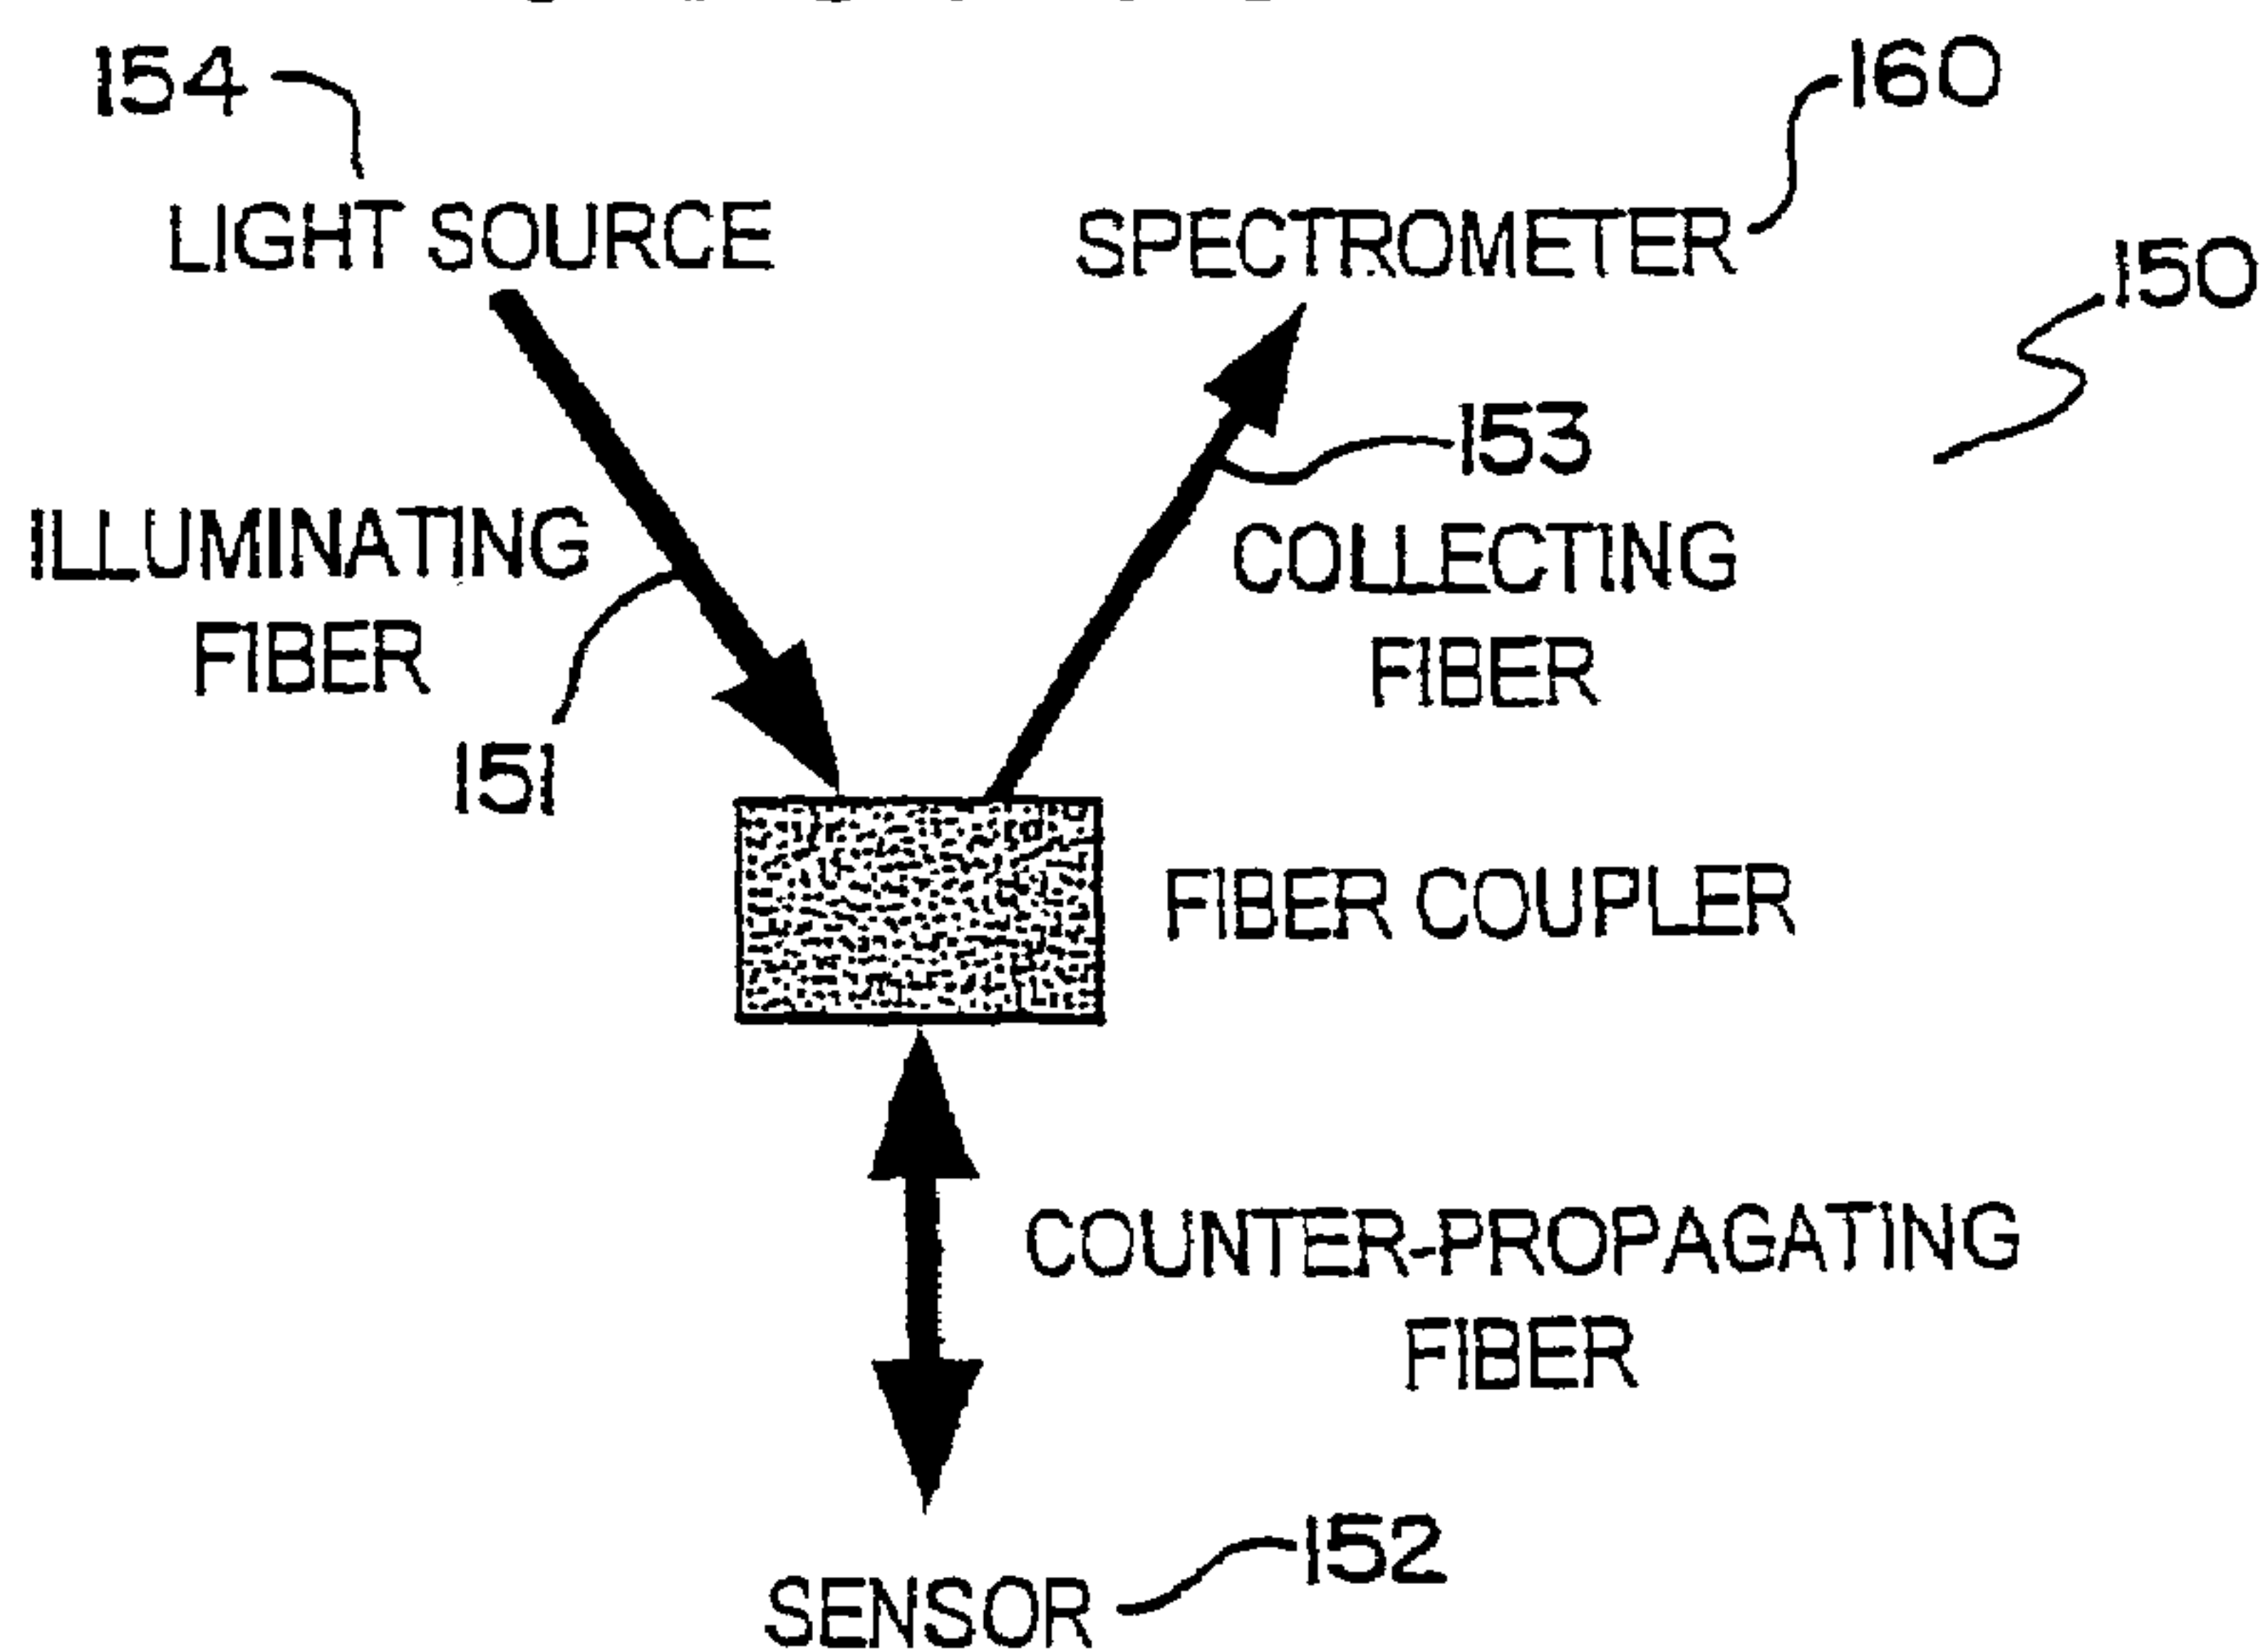 154
160
LIGHT SOURCE
SPECTROMETER
150
153
ILLUMINATING
FIBER
COLLECTING
FIBER
151
FIBER COUPLER
COUNTER-PROPAGATING
FIBER
152
SENSOR